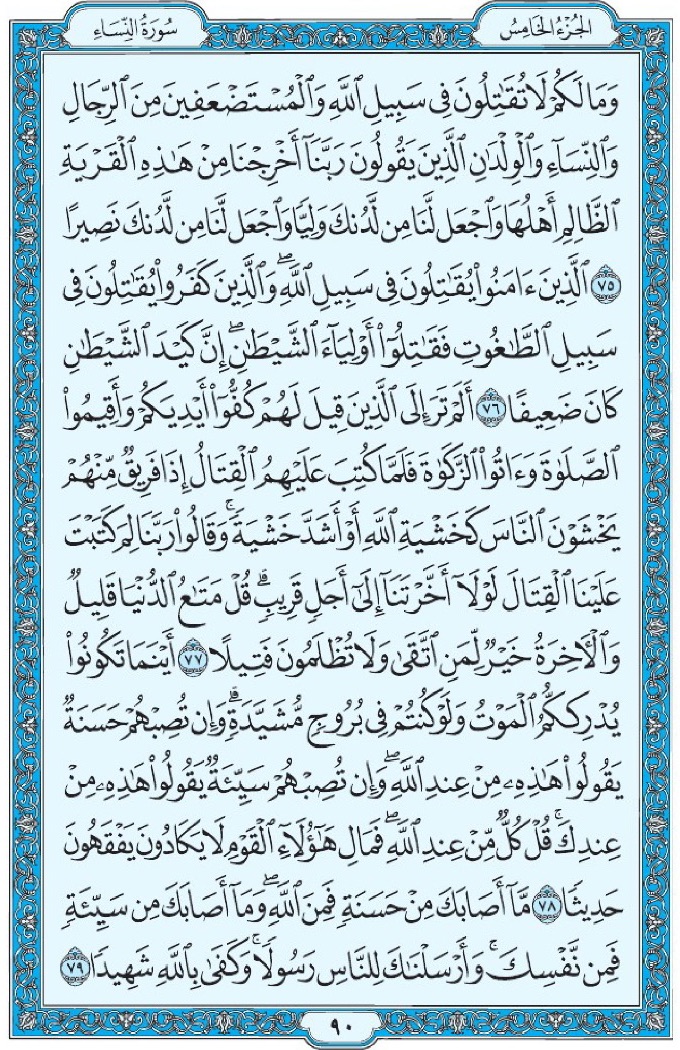 الجُزْءُ الخَامِسُ
سُورَةُ النِّسَاءِ
وَمَا لَكُمْ لَا تُقَٰتِلُونَ فِي سَبِيلِ ٱللَّهِ وَٱلْمُسْتَضْعَفِينَ مِنَ ٱلرِّجَالِ
وَٱلنِّسَآءِ وَٱلْوِلْدَٰنِ ٱلَّذِينَ يَقُولُونَ رَبَّنَآ أَخْرِجْنَا مِنْ هَٰذِهِ ٱلْقَرْيَةِ
ٱلظَّالِمِ أَهْلُهَا وَٱجْعَل لَّنَا مِن لَّدُنكَ وَلِيًّا وَٱجْعَل لَّنَا مِن لَّدُنكَ نَصِيرًا
٧٥ ٱلَّذِينَ ءَامَنُوا۟ يُقَٰتِلُونَ فِي سَبِيلِ ٱللَّهِۖ وَٱلَّذِينَ كَفَرُوا۟ يُقَٰتِلُونَ فِي
سَبِيلِ ٱلطَّٰغُوتِ فَقَٰتِلُوٓا۟ أَوْلِيَآءَ ٱلشَّيْطَٰنِۖ إِنَّ كَيْدَ ٱلشَّيْطَٰنِ
كَانَ ضَعِيفًا ٧٦ أَلَمْ تَرَ إِلَى ٱلَّذِينَ قِيلَ لَهُمْ كُفُّوٓا۟ أَيْدِيَكُمْ وَأَقِيمُوا۟
ٱلصَّلَوٰةَ وَءَاتُوا۟ ٱلزَّكَوٰةَ فَلَمَّا كُتِبَ عَلَيْهِمُ ٱلْقِتَالُ إِذَا فَرِيقٌ مِّنْهُمْ
يَخْشَوْنَ ٱلنَّاسَ كَخَشْيَةِ ٱللَّهِ أَوْ أَشَدَّ خَشْيَةًۚ وَقَالُوا۟ رَبَّنَا لِمَ كَتَبْتَ
عَلَيْنَا ٱلْقِتَالَ لَوْلَآ أَخَّرْتَنَآ إِلَىٰٓ أَجَلٍ قَرِيبٍۗ قُلْ مَتَٰعُ ٱلدُّنْيَا قَلِيلٌ
وَٱلْءَاخِرَةُ خَيْرٌ لِّمَنِ ٱتَّقَىٰ وَلَا تُظْلَمُونَ فَتِيلًا ٧٧ أَيْنَمَا تَكُونُوا۟
يُدْرِككُّمُ ٱلْمَوْتُ وَلَوْ كُنتُمْ فِي بُرُوجٍ مُّشَيَّدَةٍۗ وَإِن تُصِبْهُمْ حَسَنَةٌ
يَقُولُوا۟ هَٰذِهِۦ مِنْ عِندِ ٱللَّهِۖ وَإِن تُصِبْهُمْ سَيِّئَةٌ يَقُولُوا۟ هَٰذِهِۦ مِنْ
عِندِكَۚ قُلْ كُلٌّ مِّنْ عِندِ ٱللَّهِۖ فَمَالِ هَٰٓؤُلَآءِ ٱلْقَوْمِ لَا يَكَادُونَ يَفْقَهُونَ
حَدِيثًا ٧٨ مَّآ أَصَابَكَ مِنْ حَسَنَةٍ فَمِنَ ٱللَّهِۖ وَمَآ أَصَابَكَ مِن سَيِّئَةٍ
فَمِن نَّفْسِكَۚ وَأَرْسَلْنَٰكَ لِلنَّاسِ رَسُولًاۚ وَكَفَىٰ بِٱللَّهِ شَهِيدًا ٧٩
٩٠